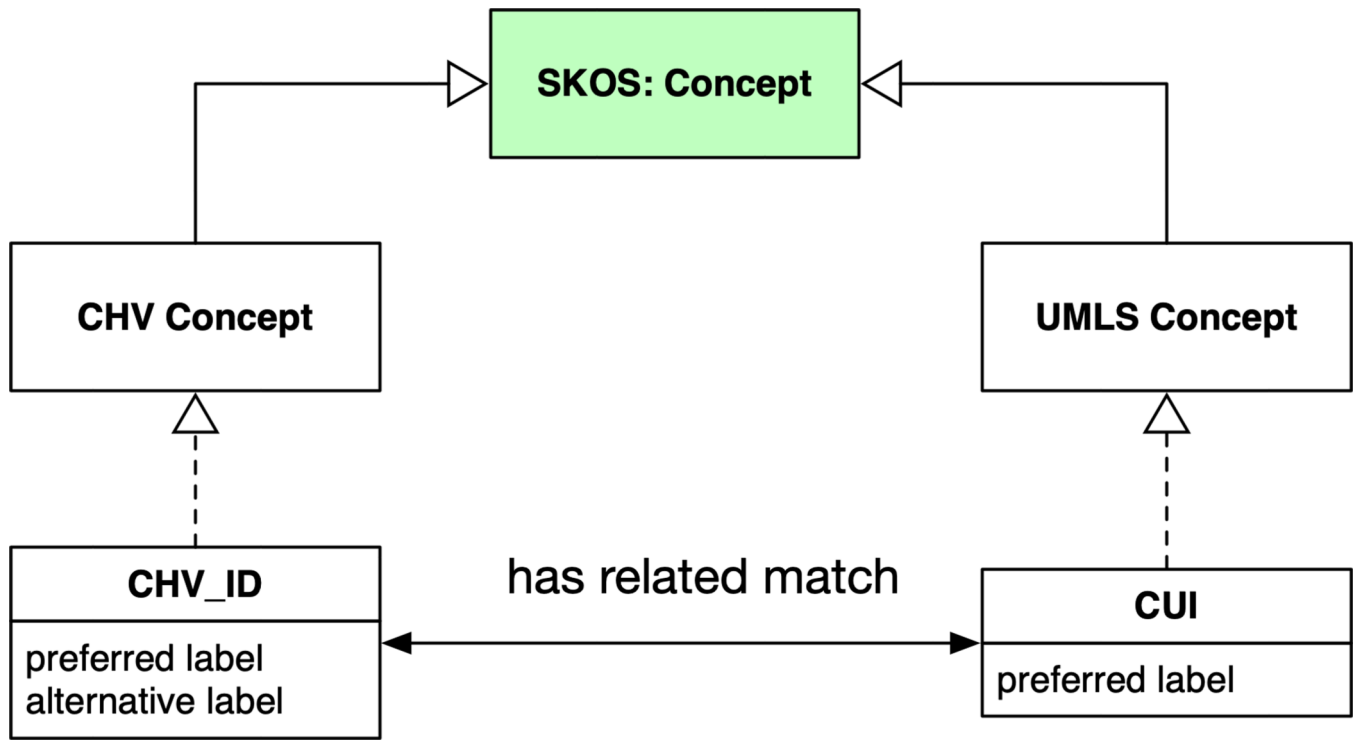 SKOS: Concept
CHV Concept
UMLS Concept
has related match
CHV_ID
preferred label
alternative label
CUI
preferred label